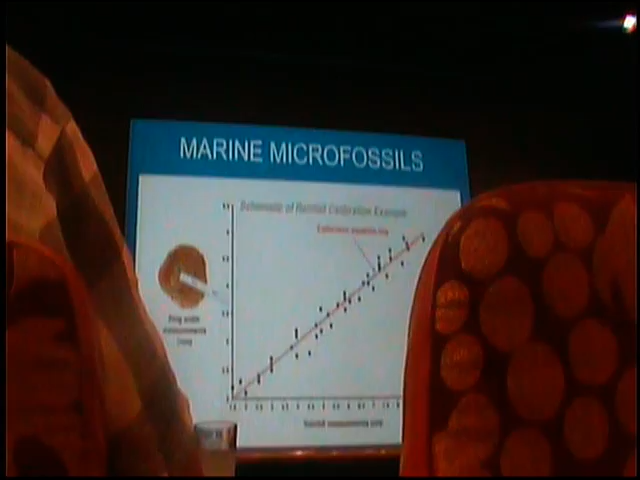 MARINE MICROFOSSILS
Schematic of Rainfall Calibration Example
Calibration equation line
Ring width
measurements
(mm)
Rainfall measurements (cm)